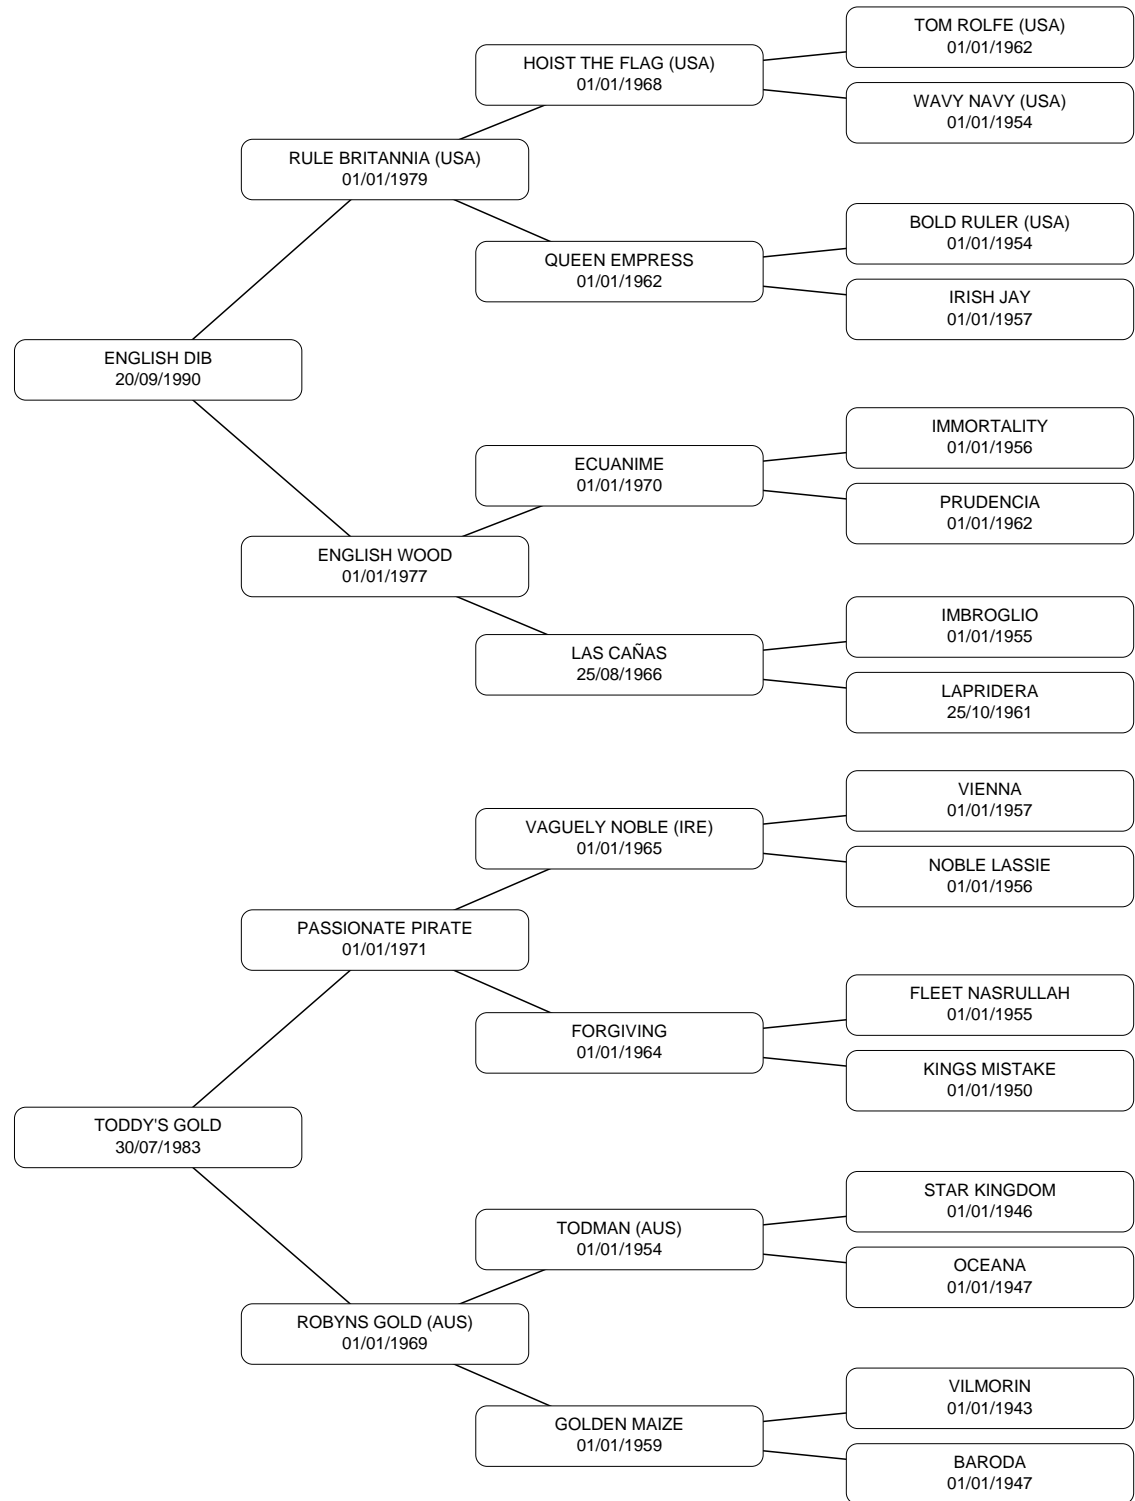 TOM ROLFE (USA)
01/01/1962
HOIST THE FLAG (USA)
01/01/1968
WAVY NAVY (USA)
01/01/1954
RULE BRITANNIA (USA)
01/01/1979
BOLD RULER (USA)
01/01/1954
QUEEN EMPRESS
01/01/1962
IRISH JAY
01/01/1957
ENGLISH DIB
20/09/1990
IMMORTALITY
01/01/1956
ECUANIME
01/01/1970
PRUDENCIA
01/01/1962
ENGLISH WOOD
01/01/1977
IMBROGLIO
01/01/1955
LAS CAÑAS
25/08/1966
LAPRIDERA
25/10/1961
VIENNA
01/01/1957
VAGUELY NOBLE (IRE)
01/01/1965
NOBLE LASSIE
01/01/1956
PASSIONATE PIRATE
01/01/1971
FLEET NASRULLAH
01/01/1955
FORGIVING
01/01/1964
KINGS MISTAKE
01/01/1950
TODDY'S GOLD
30/07/1983
STAR KINGDOM
01/01/1946
TODMAN (AUS)
01/01/1954
OCEANA
01/01/1947
ROBYNS GOLD (AUS)
01/01/1969
VILMORIN
01/01/1943
GOLDEN MAIZE
01/01/1959
BARODA
01/01/1947